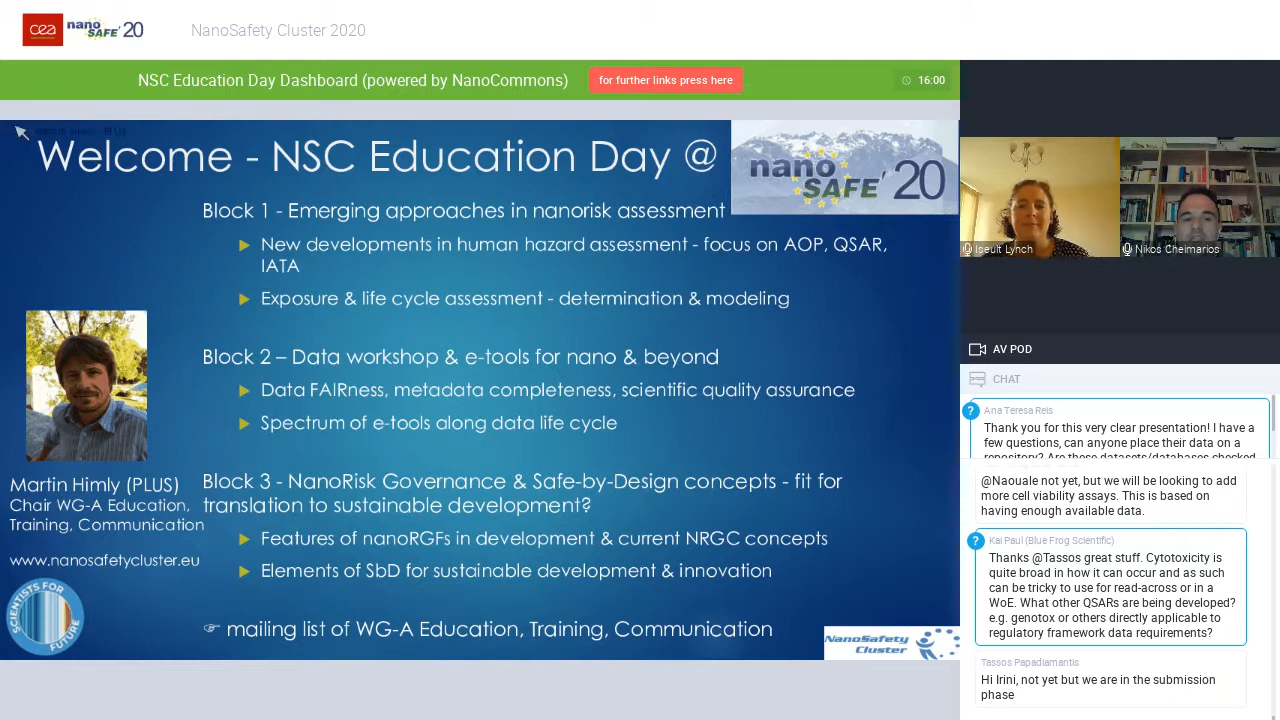 cea nano SAFE' 20
NanoSafety Cluster 2020
NSC Education Day Dashboard (powered by NanoCommons)
for further links press here
16:00
Welcome - NSC Education Day @
nano SAFE' 20
Block 1 - Emerging approaches in nanorisk assessment
New developments in human hazard assessment - focus on AOP, QSAR,
IATA
Exposure & life cycle assessment - determination & modeling
Block 2 – Data workshop & e-tools for nano & beyond
Data FAIRness, metadata completeness, scientific quality assurance
Spectrum of e-tools along data life cycle
Block 3 - NanoRisk Governance & Safe-by-Design concepts - fit for
translation to sustainable development?
Features of nanoRGFs in development & current NRGC concepts
Elements of SbD for sustainable development & innovation
☞ mailing list of WG-A Education, Training, Communication
Martin Himly (PLUS)
Chair WG-A Education,
Training, Communication
www.nanosafetycluster.eu
SCIENTISTS FOR
FUTURE
NanoSafety
Cluster
Iseult Lynch
Nikos Cheimarios
AV POD
CHAT
Ana Teresa Reis
Thank you for this very clear presentation! I have a
few questions, can anyone place their data on a
repository? Are these datasets/databases checked
@Naouale not yet, but we will be looking to add
more cell viability assays. This is based on
having enough available data.
Kai Paul (Blue Frog Scientific)
Thanks @Tassos great stuff. Cytotoxicity is
quite broad in how it can occur and as such
can be tricky to use for read-across or in a
WoE. What other QSARs are being developed?
e.g. genotox or others directly applicable to
regulatory framework data requirements?
Tassos Papadiamantis
Hi Irini, not yet but we are in the submission
phase